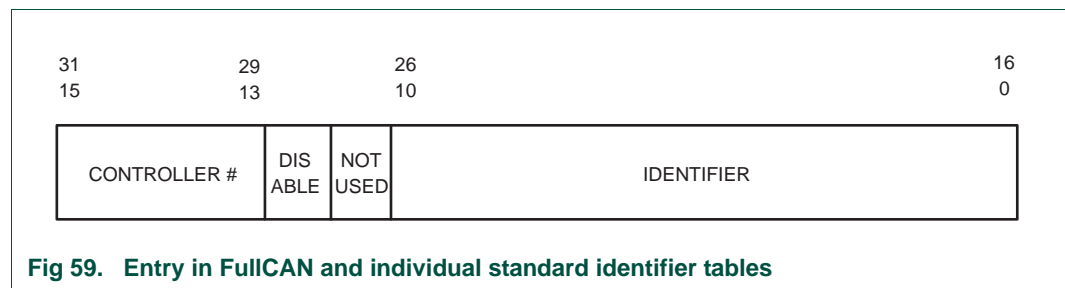 31 29 26 16
15 13 10 0
CONTROLLER # DIS ABLE NOT USED IDENTIFIER
Fig 59. Entry in FullCAN and individual standard identifier tables